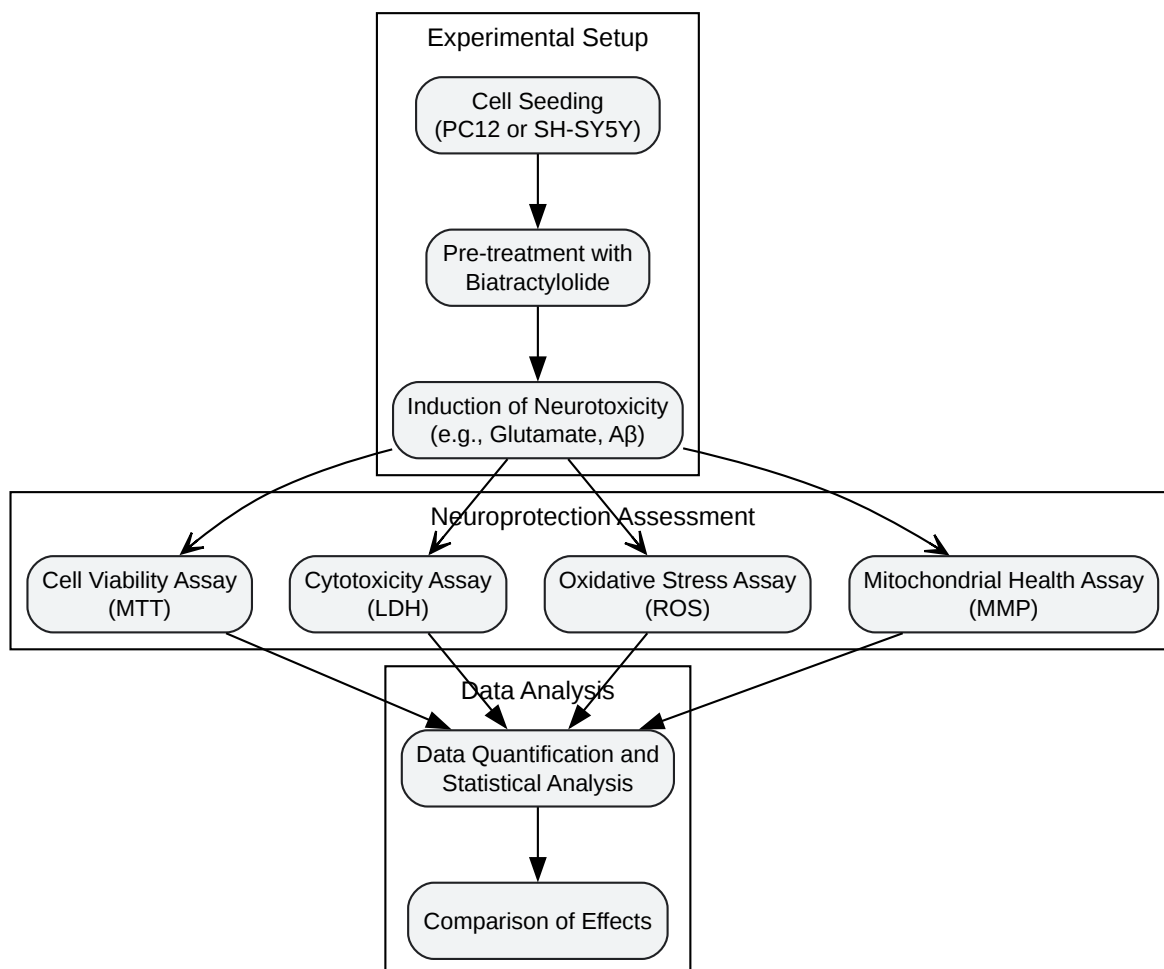 Experimental Setup
Cell Seeding
(PC12 or SH-SY5Y)
Pre-treatment with
Biatractylolide
Induction of Neurotoxicity
(e.g., Glutamate, Aβ)
Neuroprotection Assessment
Cell Viability Assay
(MTT)
Cytotoxicity Assay
(LDH)
Oxidative Stress Assay
(ROS)
Mitochondrial Health Assay
(MMP)
Data Analysis
Data Quantification and
Statistical Analysis
Comparison of Effects